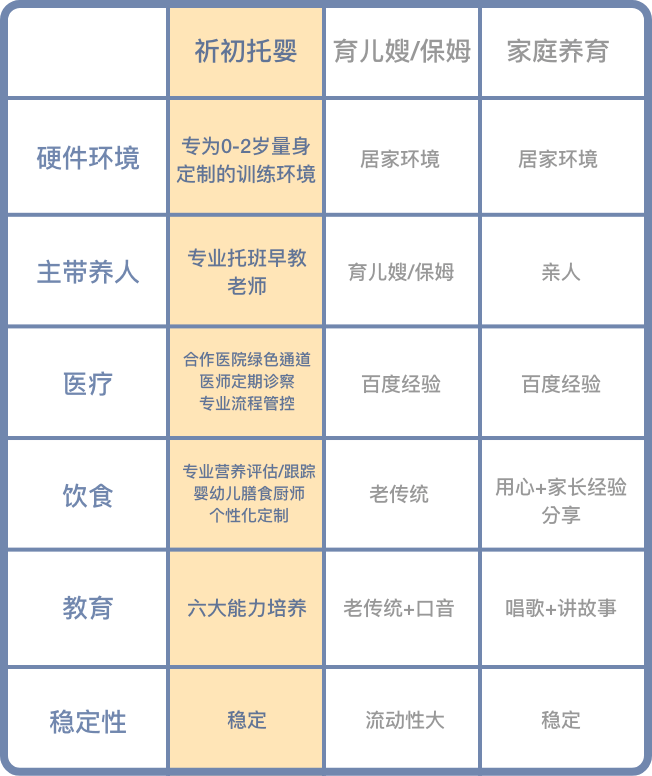 祈初托婴
育儿嫂/保姆
家庭养育
硬件环境
专为0-2岁量身
定制的训练环境
居家环境
居家环境
主带养人
专业托班早教
老师
育儿嫂/保姆
亲人
医疗
合作医院绿色通道
医师定期诊察
专业流程管控
百度经验
百度经验
饮食
专业营养评估/跟踪
婴幼儿膳食厨师
个性化定制
老传统
用心+家长经验
分享
教育
六大能力培养
老传统+口音
唱歌+讲故事
稳定性
稳定
流动性大
稳定